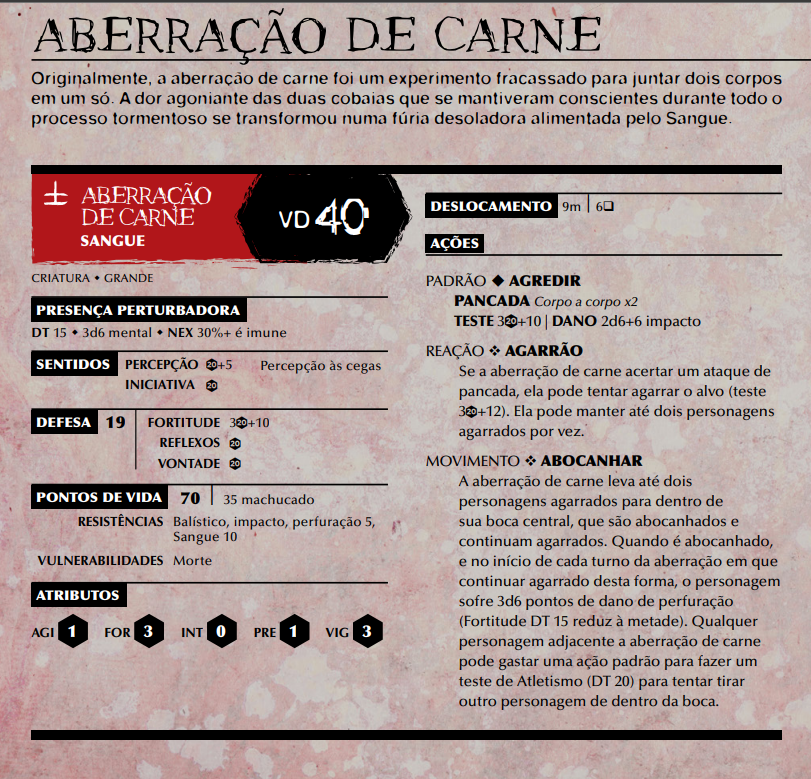 ABERRAÇÃO DE CARNE
Originalmente, a aberração de carne foi um experimento fracassado para juntar dois corpos
em um só. A dor agoniante das duas cobaias que se mantiveram conscientes durante todo o
processo tormentoso se transformou numa fúria desoladora alimentada pelo Sangue.
ABERRAÇÃO
DE CARNE
SANGUE
VD 40
CRIATURA ◆ GRANDE
PRESENÇA PERTURBADORA
DT 15 ◆ 3d6 mental ◆ NEX 30%+ é imune
SENTIDOS PERCEPÇÃO 20+5 Percepção às cegas
INICIATIVA 20
DEFESA 19 FORTITUDE 320+10
REFLEXOS 20
VONTADE 20
PONTOS DE VIDA 70 | 35 machucado
RESISTÊNCIAS Balístico, impacto, perfuração 5,
Sangue 10
VULNERABILIDADES Morte
ATRIBUTOS
AGI 1 FOR 3 INT 0 PRE 1 VIG 3
DESLOCAMENTO 9m | 6❑
AÇÕES
PADRÃO ◆ AGREDIR
PANCADA Corpo a corpo x2
TESTE 320+10 | DANO 2d6+6 impacto
REAÇÃO ❖ AGARRÃO
Se a aberração de carne acertar um ataque de
pancada, ela pode tentar agarrar o alvo (teste
320+12). Ela pode manter até dois personagens
agarrados por vez.
MOVIMENTO ❖ ABOCANHAR
A aberração de carne leva até dois
personagens agarrados para dentro de
sua boca central, que são abocanhados e
continuam agarrados. Quando é abocanhado,
e no início de cada turno da aberração em que
continuar agarrado desta forma, o personagem
sofre 3d6 pontos de dano de perfuração
(Fortitude DT 15 reduz à metade). Qualquer
personagem adjacente a aberração de carne
pode gastar uma ação padrão para fazer um
teste de Atletismo (DT 20) para tentar tirar
outro personagem de dentro da boca.